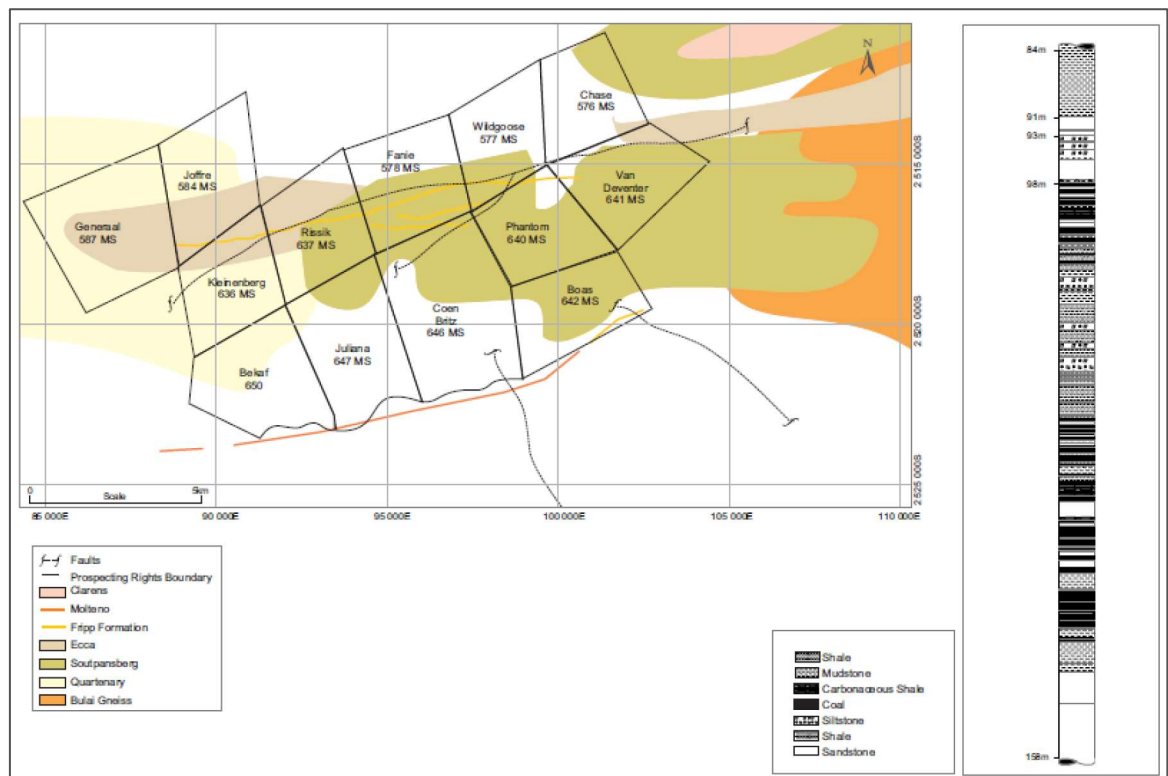 N
Chase
576 MS
Wildgoose
577 MS
Fanie
578 MS
Joffre
584 MS
Van
Deventer
641 MS
Generaal
587 MS
Rissik
637 MS
Phantom
640 MS
Kleinenberg
636 MS
Boas
642 MS
Coen
Britz
646 MS
Juliana
647 MS
Bekaf
650
2 515 000S
2 520 000S
2 525 000S
0
Scale
5km
85 000E
90 000E
95 000E
100 000E
105 000E
110 000E
Faults
Prospecting Rights Boundary
Clarens
Molteno
Fripp Formation
Ecca
Soutpansberg
Quartenary
Bulai Gneiss
Shale
Mudstone
Carbonaceous Shale
Coal
Siltstone
Shale
Sandstone
84m
91m
93m
98m
158m